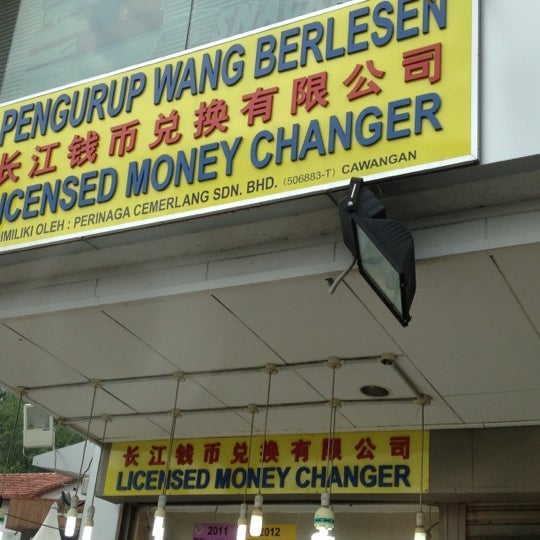 SNACK
PENGURUP WANG BERLESEN
长江钱币兑换有限公司
LICENSED MONEY CHANGER
DIMILIKI OLEH : PERINAGA CEMERLANG SDN. BHD. (506883-T) CAWANGAN
长江钱币兑换有限公司
LICENSED MONEY CHANGER
2011 2012